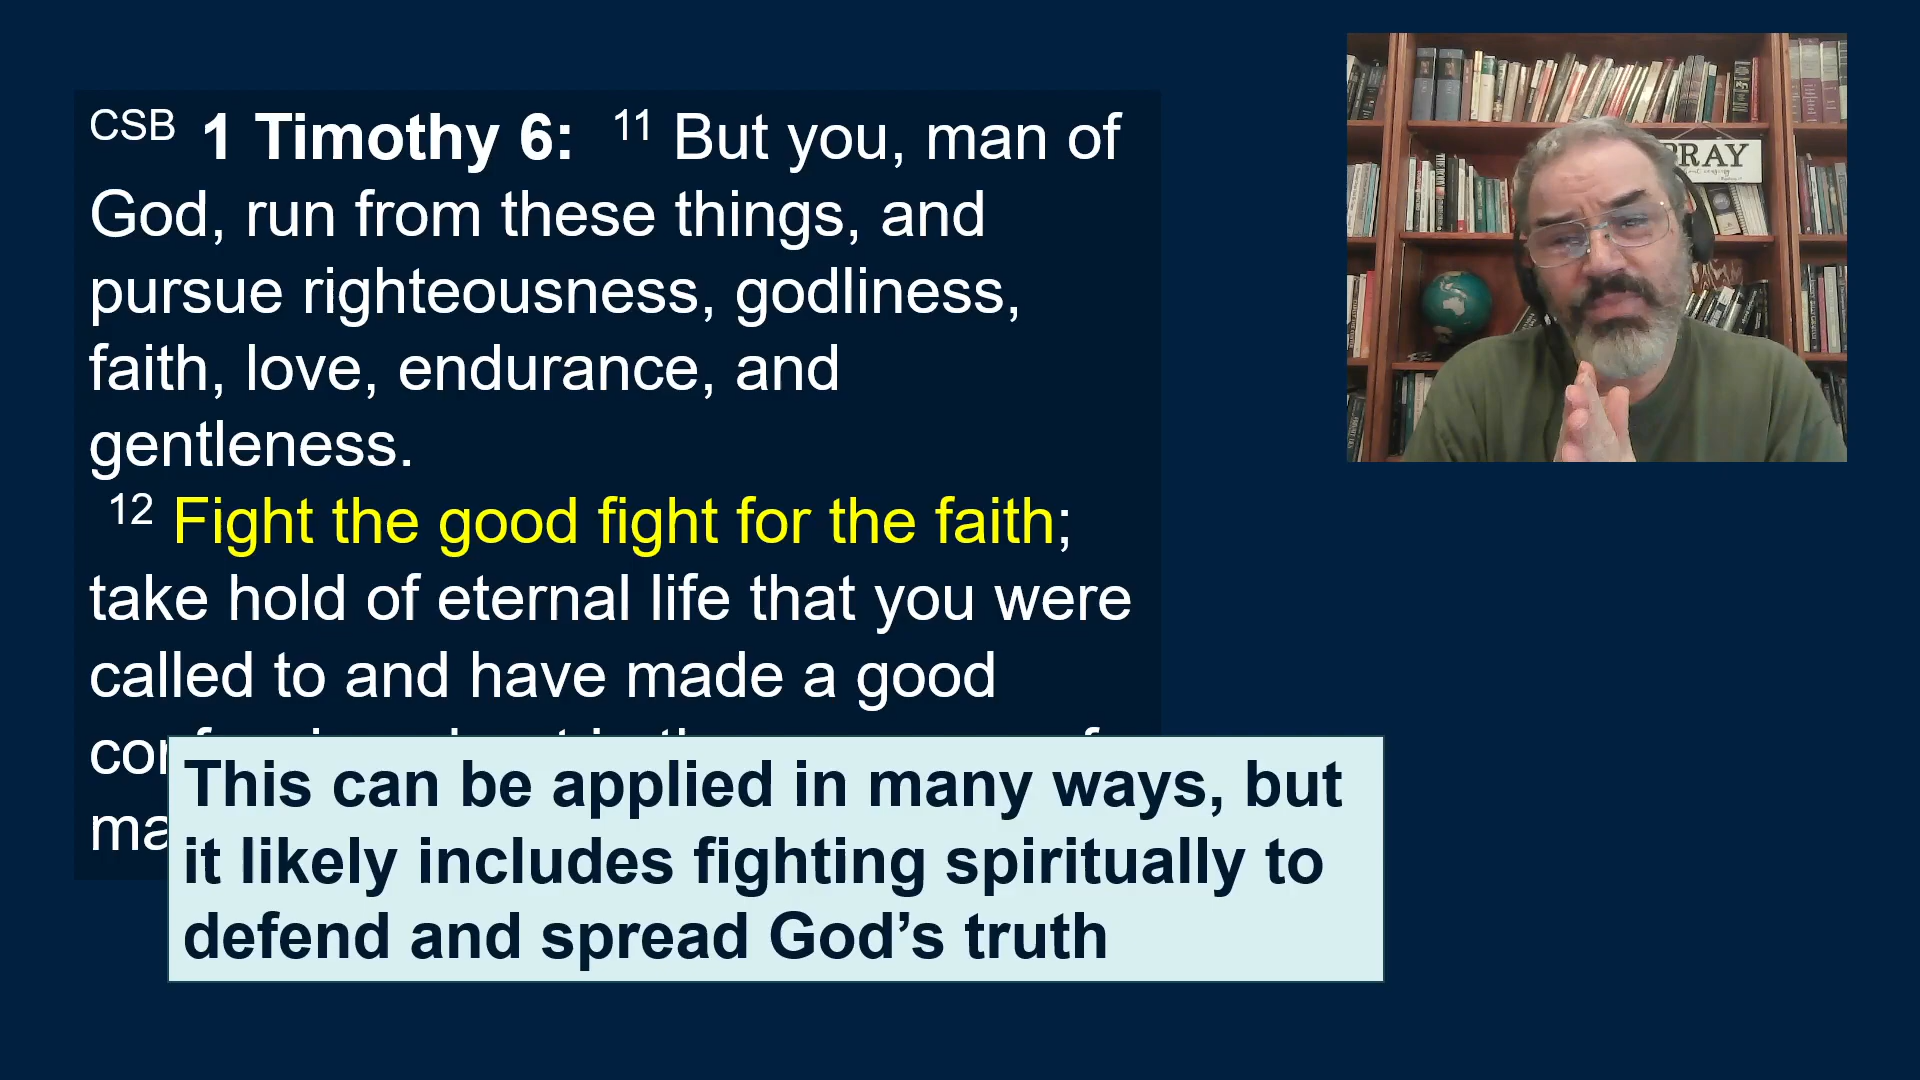 CSB 1 Timothy 6: 11 But you, man of
God, run from these things, and
pursue righteousness, godliness,
faith, love, endurance, and
gentleness.
12 Fight the good fight for the faith;
take hold of eternal life that you were
called to and have made a good
This can be applied in many ways, but
it likely includes fighting spiritually to
defend and spread God’s truth
PRAY